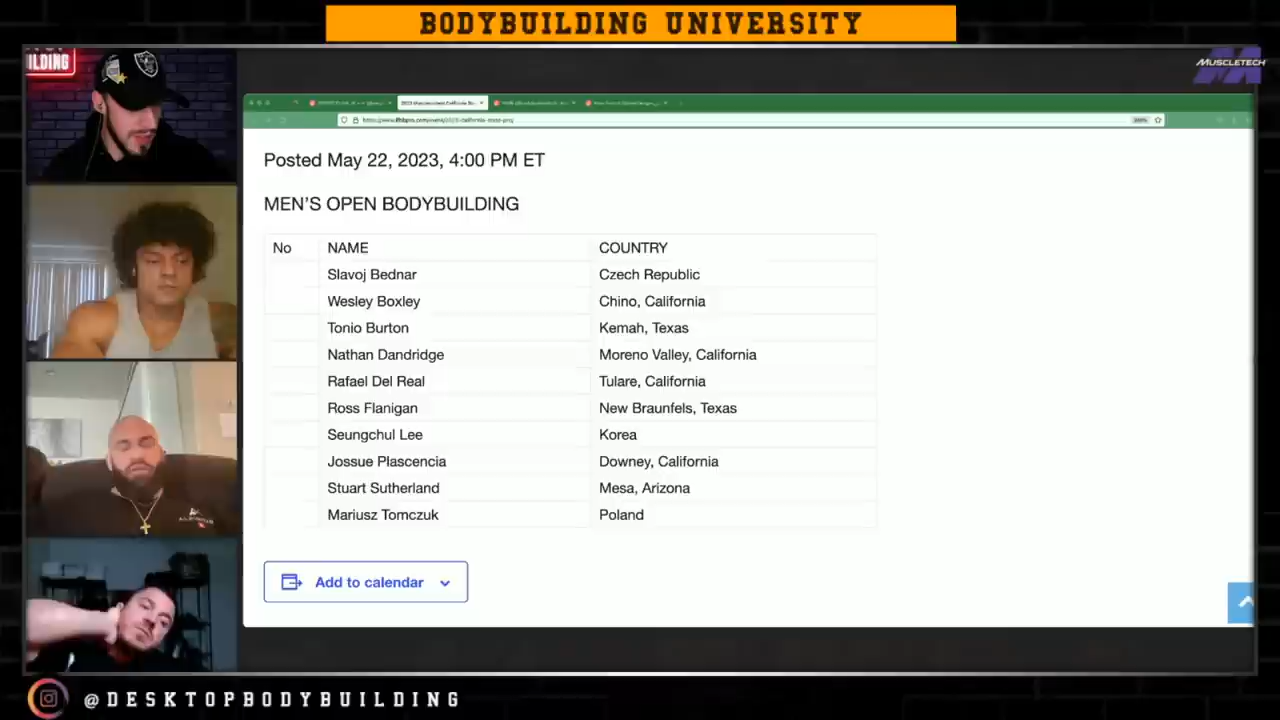 BODYBUILDING UNIVERSITY
ILDING
MUSCLETECH
Posted May 22, 2023, 4:00 PM ET
MEN'S OPEN BODYBUILDING
No NAME COUNTRY
Slavoj Bednar Czech Republic
Wesley Boxley Chino, California
Tonio Burton Kemah, Texas
Nathan Dandridge Moreno Valley, California
Rafael Del Real Tulare, California
Ross Flanigan New Braunfels, Texas
Seungchul Lee Korea
Jossue Plascencia Downey, California
Stuart Sutherland Mesa, Arizona
Mariusz Tomczuk Poland
Add to calendar
@DESKTOPBODYBUILDING